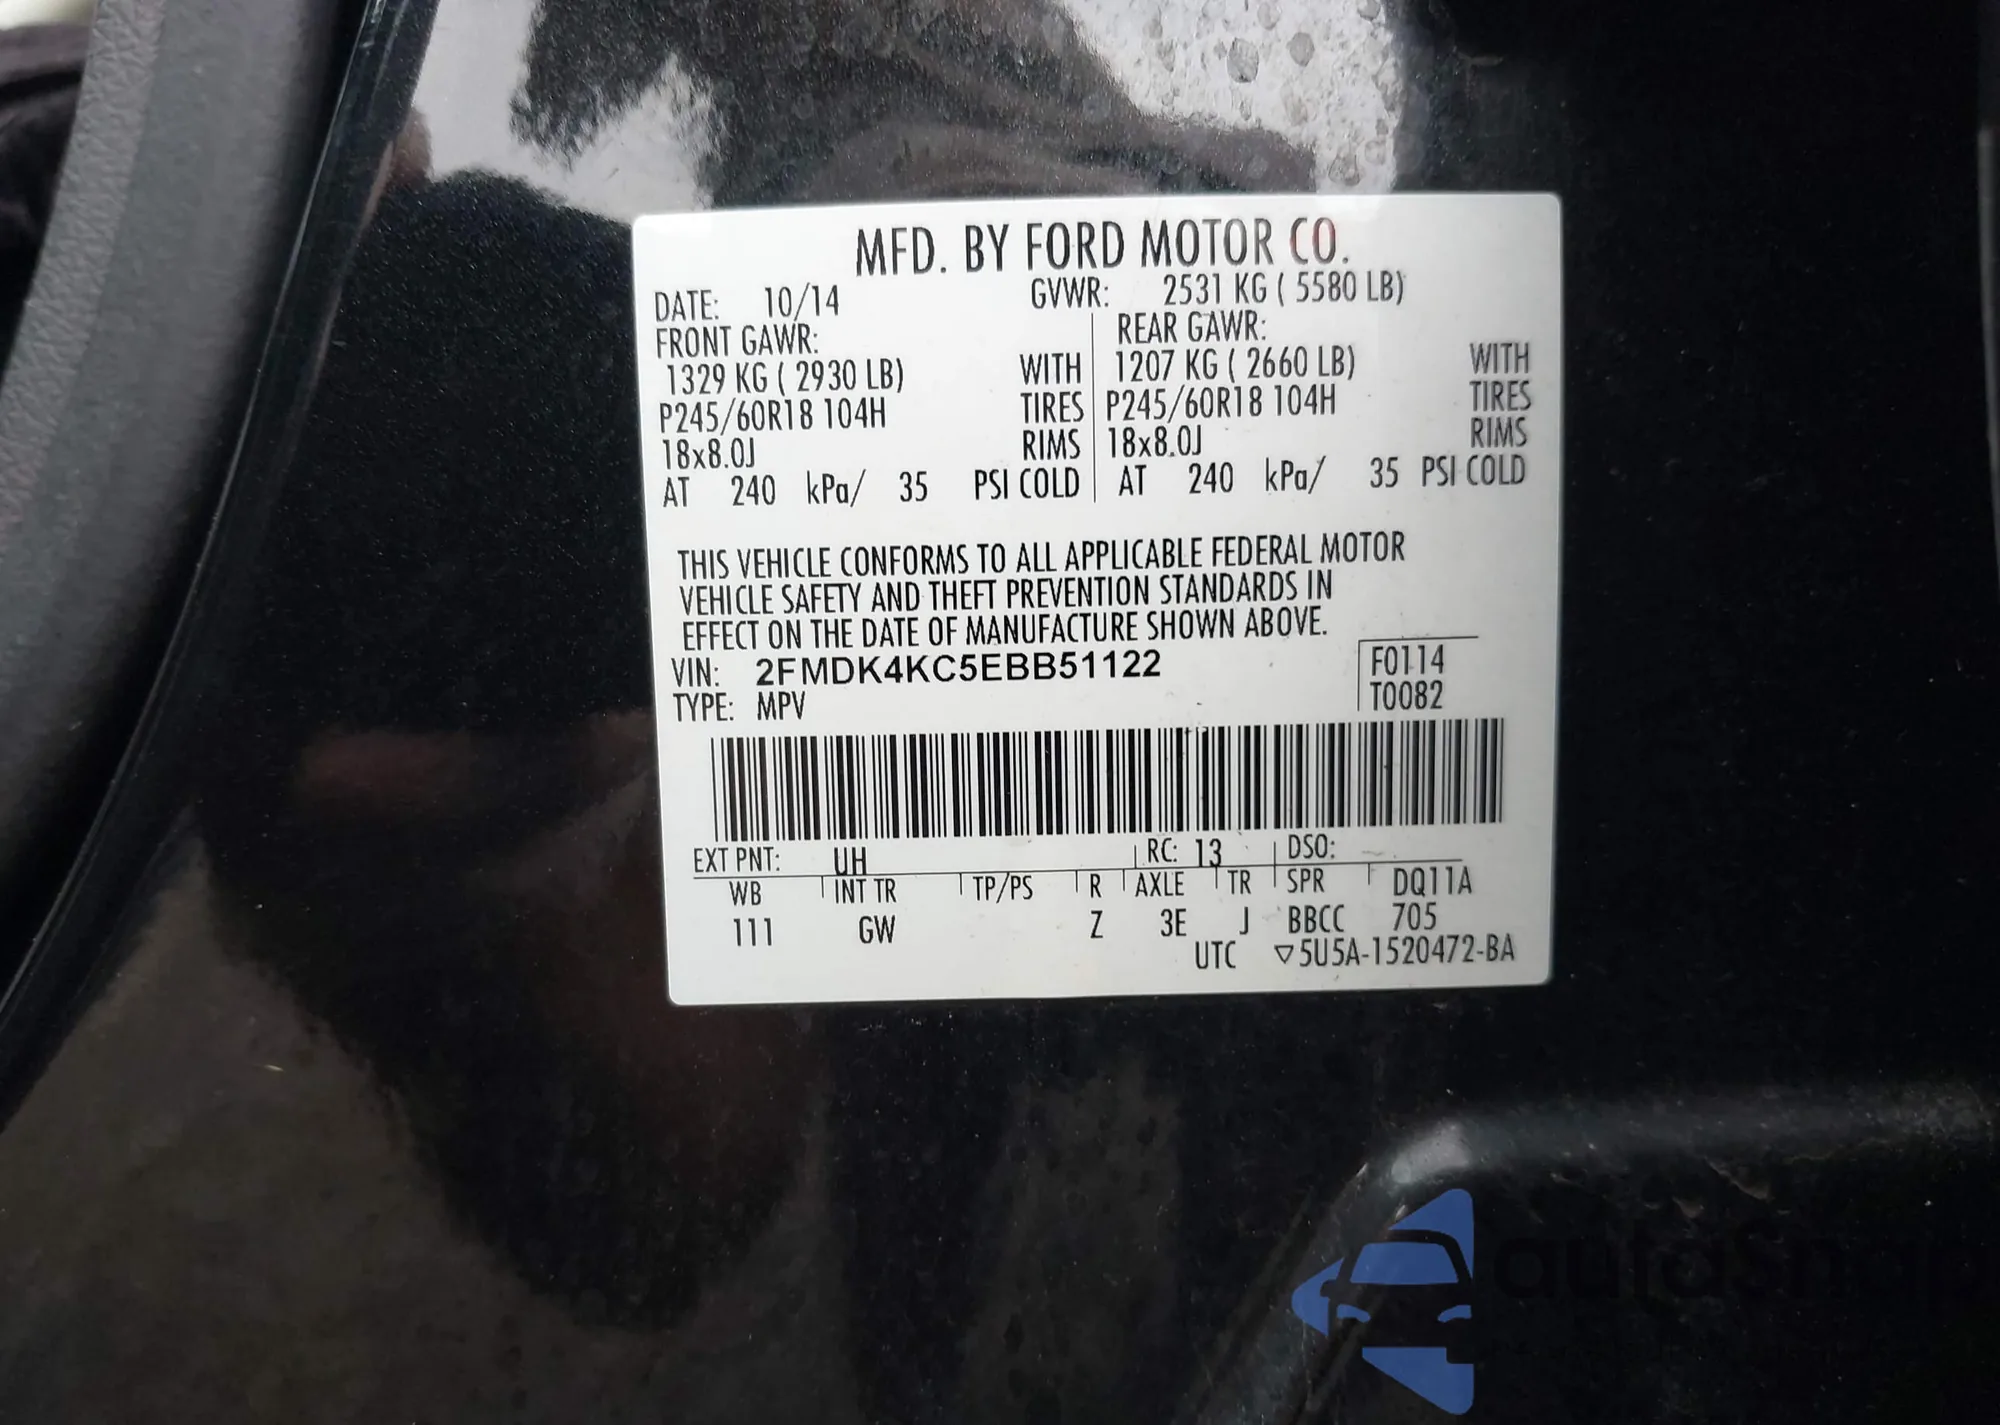 MFD. BY FORD MOTOR CO.
DATE: 10/14 GVWR: 2531 KG ( 5580 LB)
FRONT GAWR: REAR GAWR:
1329 KG ( 2930 LB) WITH 1207 KG ( 2660 LB) WITH
P245/60R18 104H TIRES P245/60R18 104H TIRES
18x8.0J RIMS 18x8.0J RIMS
AT 240 kPa/ 35 PSI COLD AT 240 kPa/ 35 PSI COLD
THIS VEHICLE CONFORMS TO ALL APPLICABLE FEDERAL MOTOR
VEHICLE SAFETY AND THEFT PREVENTION STANDARDS IN
EFFECT ON THE DATE OF MANUFACTURE SHOWN ABOVE.
VIN: 2FMDK4KC5EBB51122 F0114
TYPE: MPV T0082
EXT PNT: UH RC: 13 DSO:
WB INT TR TP/PS R AXLE TR SPR DQ11A
111 GW Z 3E J BBCC 705
UTC ▽5U5A-1520472-BA
autoshop